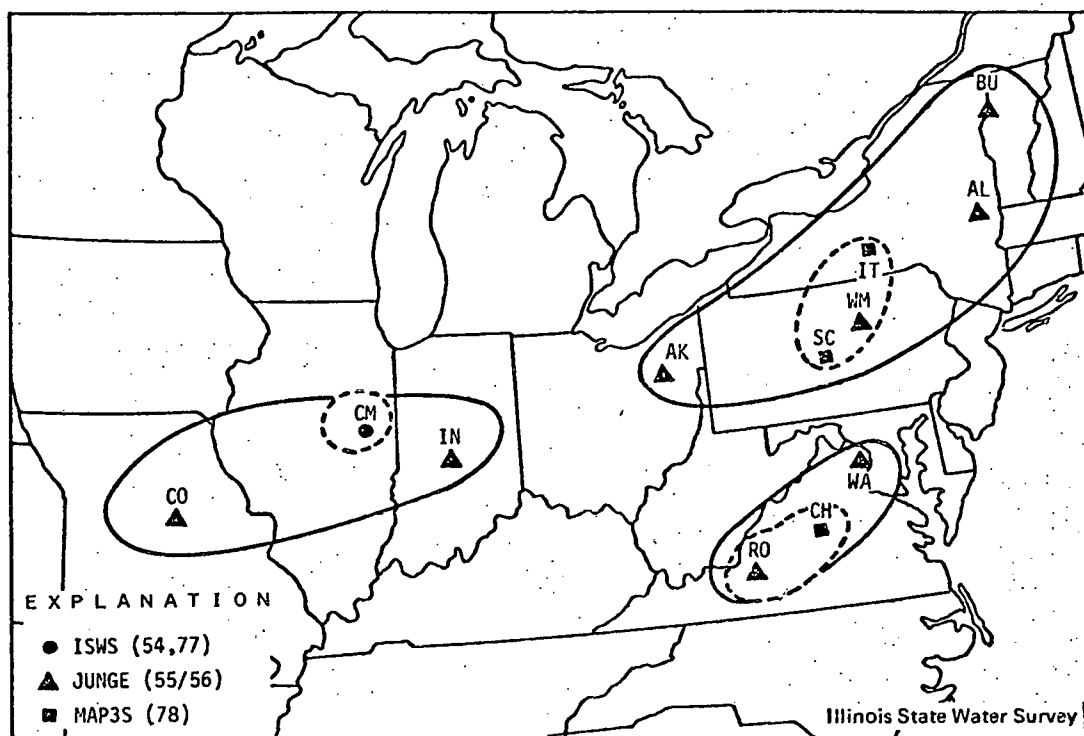 BU
AL
IT
WM
SC
AK
CM
IN
CO
WA
CH
RO
EXPLANATION
ISWS (54,77)
JUNGE (55/56)
MAP3S (78)
Illinois State Water Survey